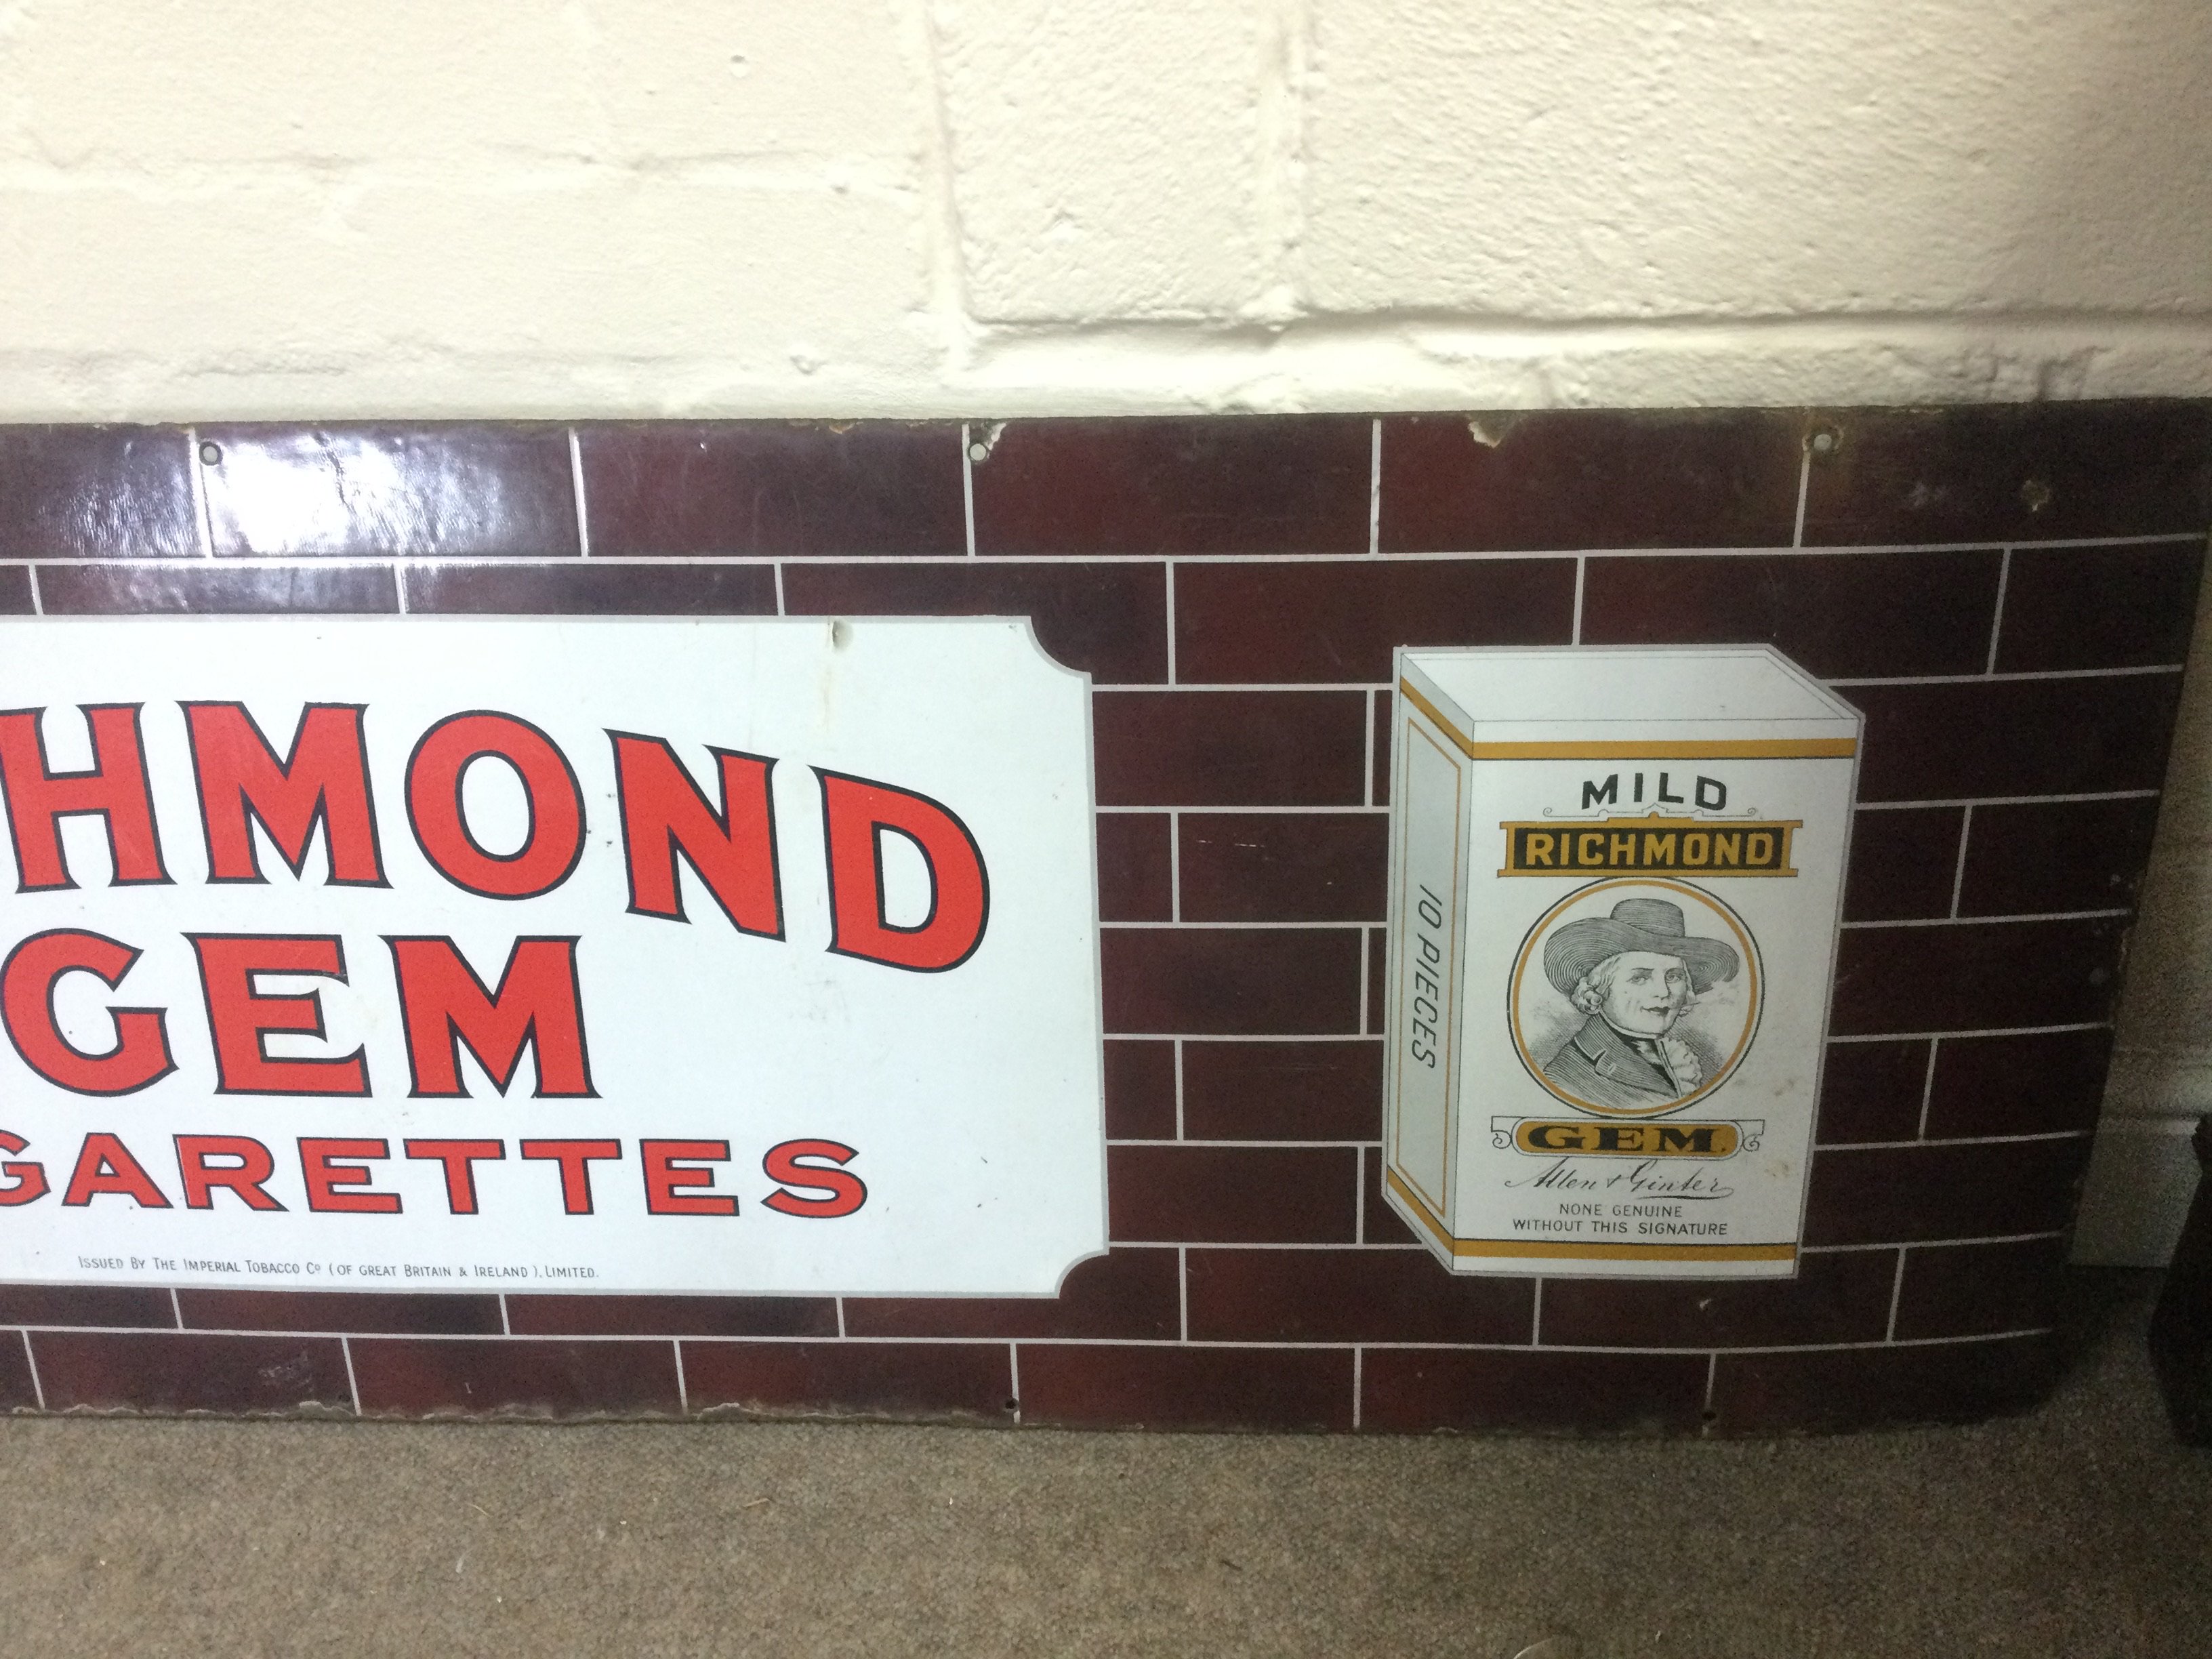 HMOND
GEM
GARETTES
ISSUED BY THE IMPERIAL TOBACCO Co (OF GREAT BRITAIN & IRELAND), LIMITED.
10 PIECES
MILD
RICHMOND
GEM.
Allen & Ginter
NONE GENUINE
WITHOUT THIS SIGNATURE